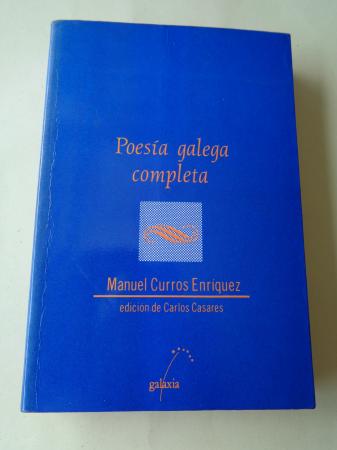 Poesía galega
completa
Manuel Curros Enríquez
edición de Carlos Casares
galaxia